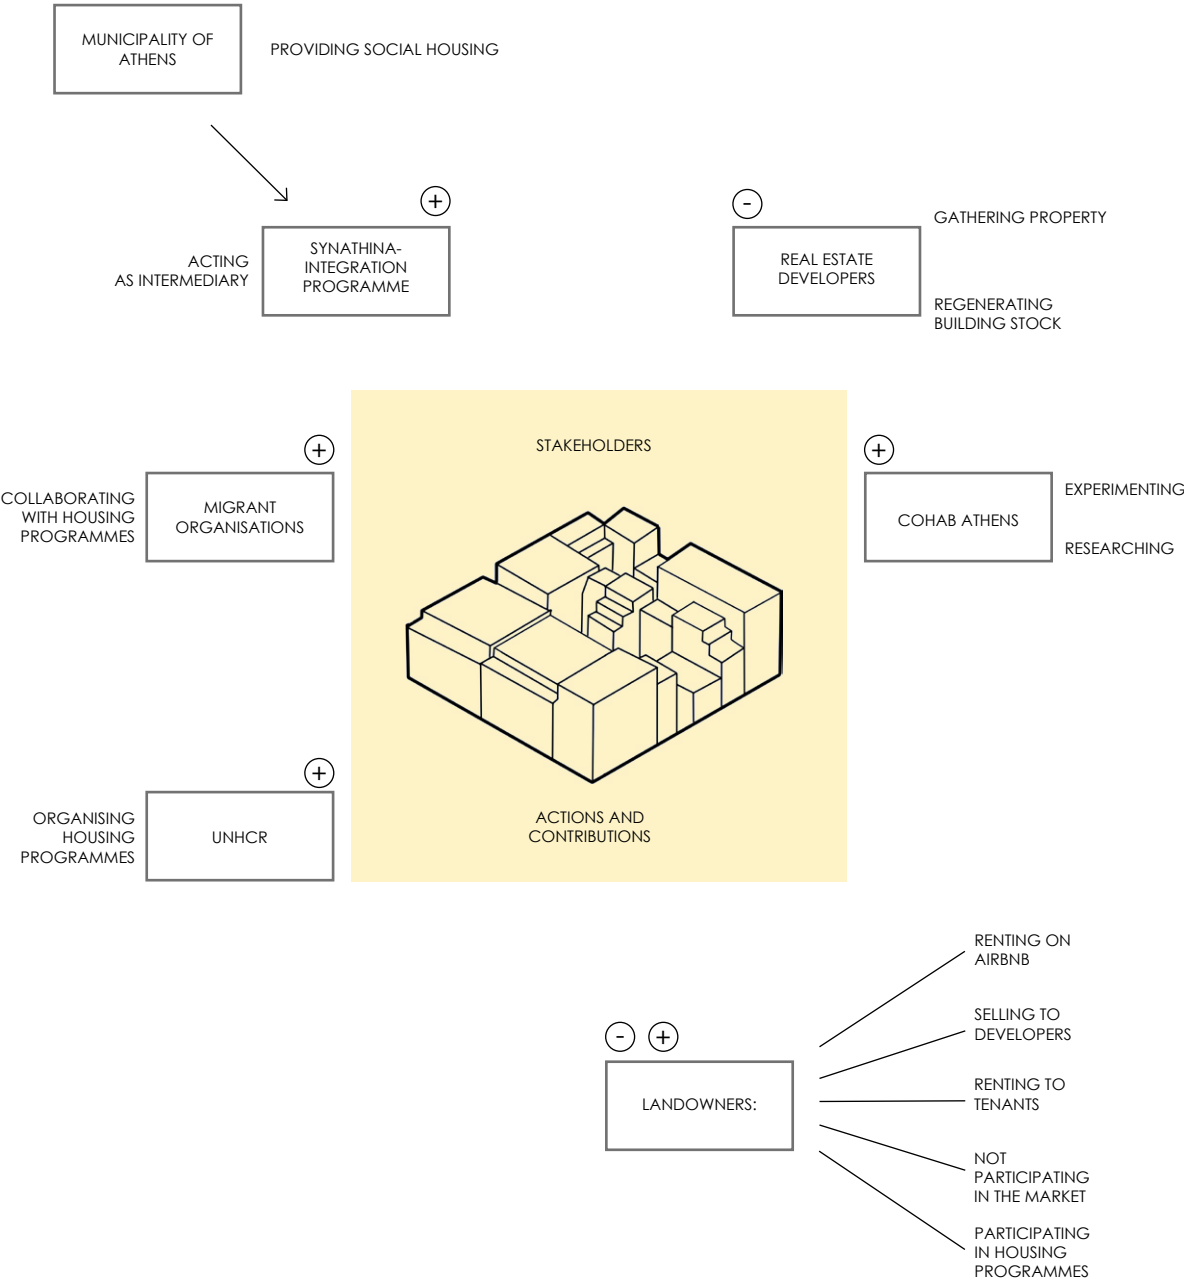 MUNICIPALITY OF
ATHENS
PROVIDING SOCIAL HOUSING
+
-
ACTING
AS INTERMEDIARY
SYNATHINA-
INTEGRATION
PROGRAMME
REAL ESTATE
DEVELOPERS
GATHERING PROPERTY
REGENERATING
BUILDING STOCK
STAKEHOLDERS
+
COLLABORATING
WITH HOUSING
PROGRAMMES
MIGRANT
ORGANISATIONS
+
COHAB ATHENS
EXPERIMENTING
RESEARCHING
+
ORGANISING
HOUSING
PROGRAMMES
UNHCR
ACTIONS AND
CONTRIBUTIONS
- +
LANDOWNERS:
RENTING ON
AIRBNB
SELLING TO
DEVELOPERS
RENTING TO
TENANTS
NOT
PARTICIPATING
IN THE MARKET
PARTICIPATING
IN HOUSING
PROGRAMMES